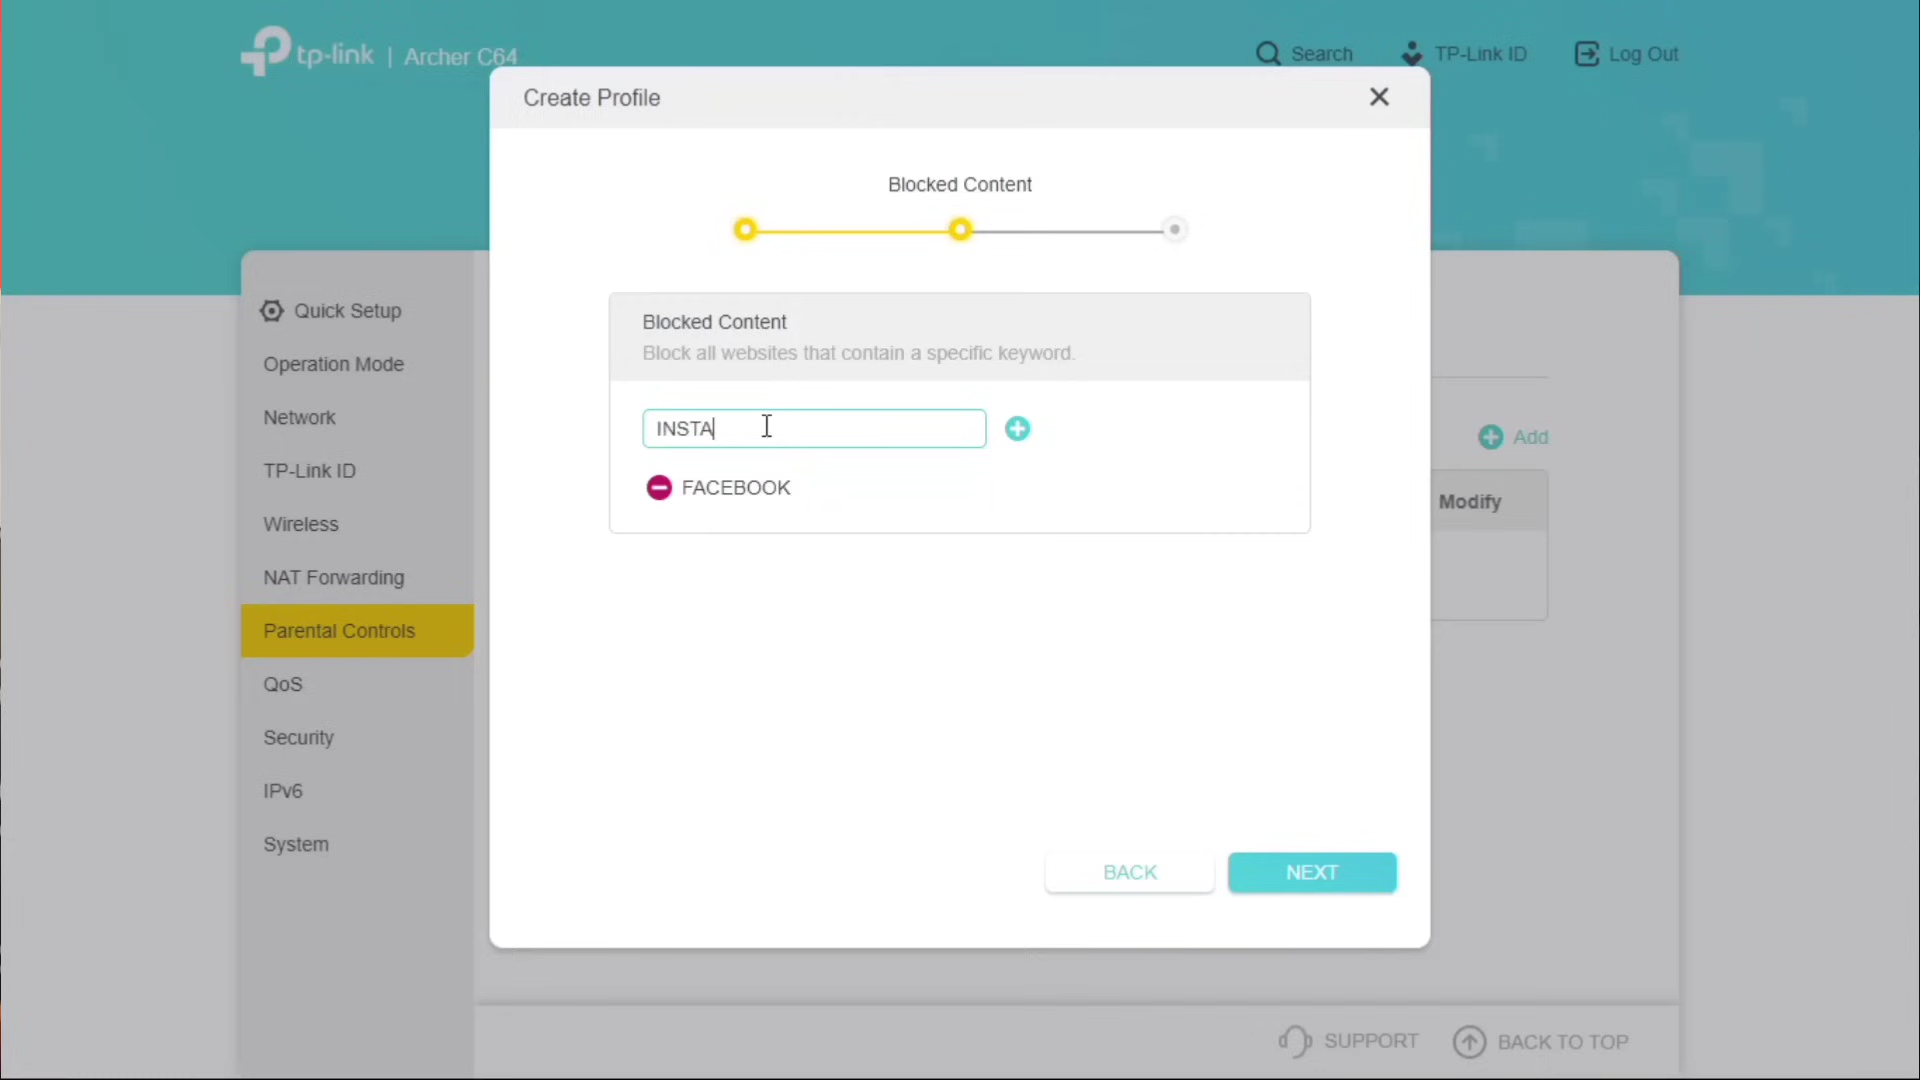 tp-link | Archer C64
Search
TP-Link ID
Log Out
Create Profile
Blocked Content
Quick Setup
Operation Mode
Network
TP-Link ID
Wireless
NAT Forwarding
Parental Controls
QoS
Security
IPv6
System
Blocked Content
Block all websites that contain a specific keyword.
INSTA
FACEBOOK
Add
Modify
BACK
NEXT
SUPPORT
BACK TO TOP